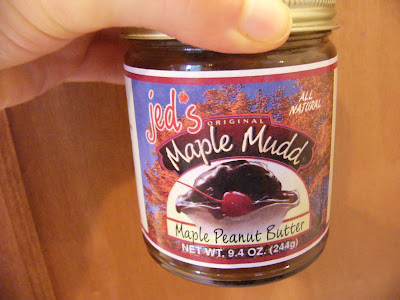 jed's
ALL
NATURAL
ORIGINAL
Maple Mudd
Maple Peanut Butter
NET WT. 9.4 OZ. (244g)